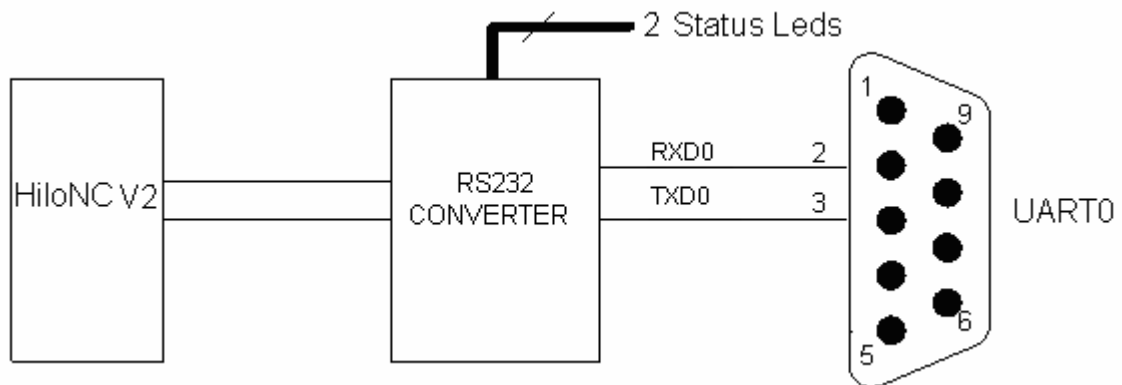 2 Status Leds
HiloNC V2
RS232
CONVERTER
RXD0
2
TXD0
3
1
9
6
5
UART0